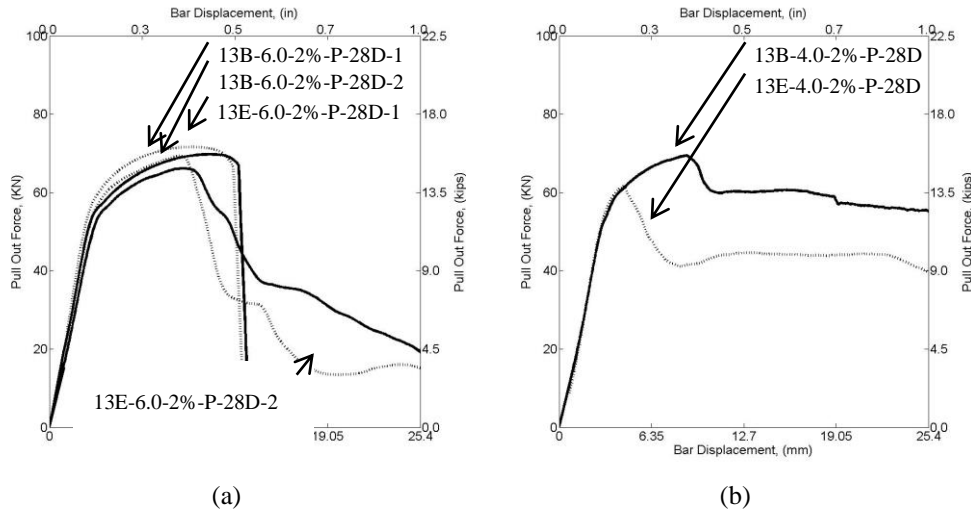 Bar Displacement, (in)
0.0 0.3 0.5 0.8 1.0
100 80 60 40 20 0
Pull Out Force, (KN)
22.5 18.0 13.5 9.0 4.5 0.0
Pull Out Force, (kips)
13B-6.0-2%-P-28D-1
13B-6.0-2%-P-28D-2
13E-6.0-2%-P-28D-1
13E-6.0-2%-P-28D-2
0 19.05 25.4
(a)
Bar Displacement, (in)
0.0 0.3 0.5 0.8 1.0
100 80 60 40 20 0
Pull Out Force, (KN)
22.5 18.0 13.5 9.0 4.5 0.0
Pull Out Force, (kips)
13B-4.0-2%-P-28D
13E-4.0-2%-P-28D
0 6.35 12.7 19.05 25.4
Bar Displacement, (mm)
(b)